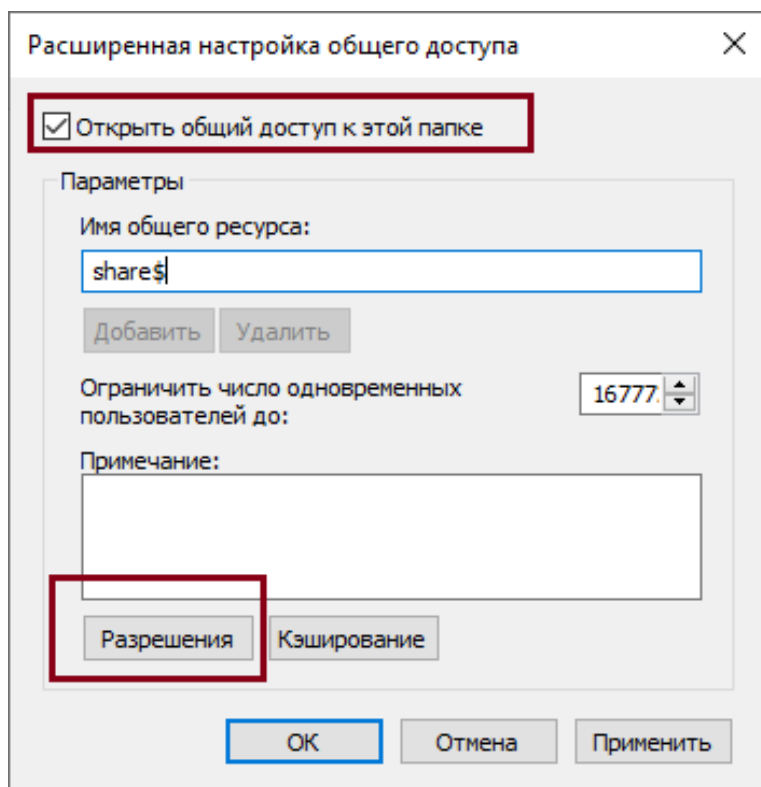 Расширенная настройка общего доступа
Открыть общий доступ к этой папке
Параметры
Имя общего ресурса:
share$
Добавить Удалить
Ограничить число одновременных
пользователей до:
16777
Примечание:
Разрешения Кэширование
ОК Отмена Применить